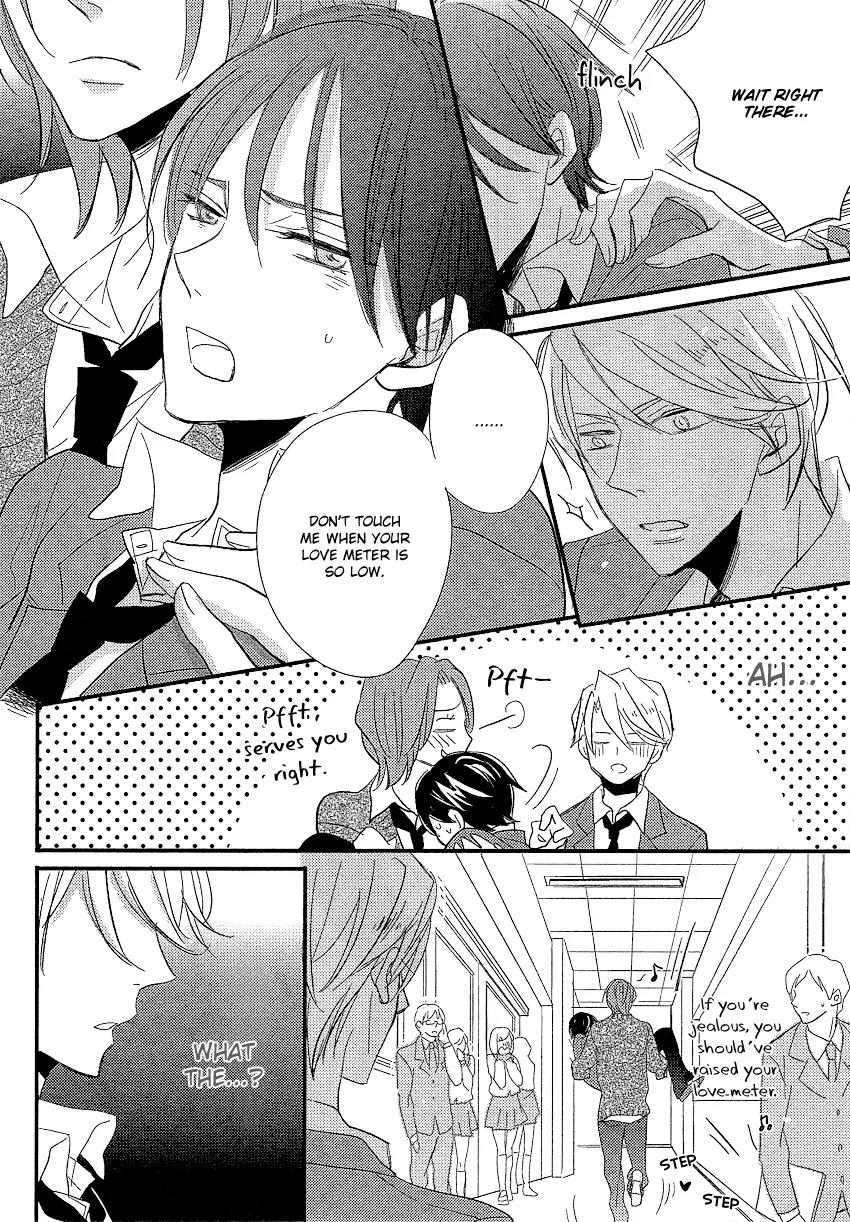 flinch
WAIT RIGHT
THERE...
......
DON'T TOUCH
ME WHEN YOUR
LOVE METER IS
SO LOW.
AH...
Pft—
Pfft,
serves you
right.
If you're
jealous, you
should've
raised your
love meter.
STEP
STEP
WHAT
THE...?